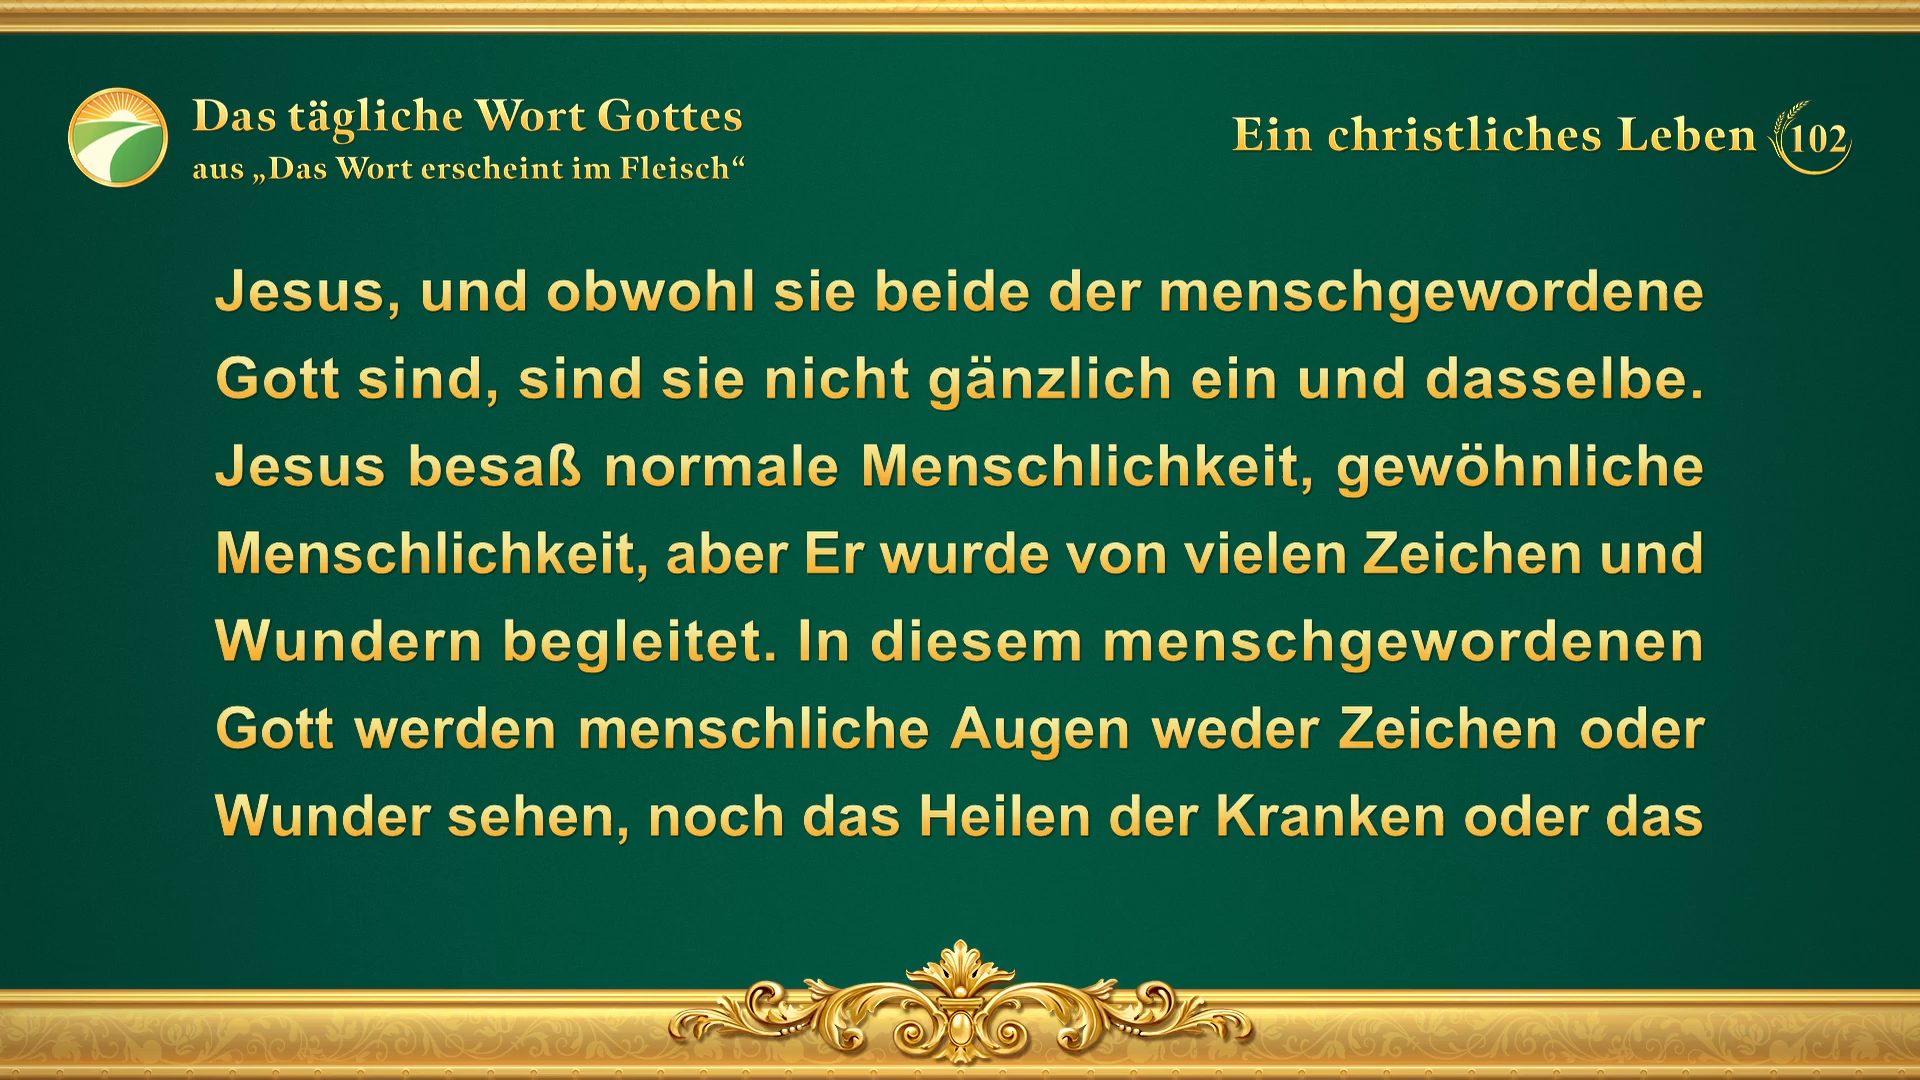 Das tägliche Wort Gottes
aus „Das Wort erscheint im Fleisch“
Ein christliches Leben 102
Jesus, und obwohl sie beide der menschgewordene
Gott sind, sind sie nicht gänzlich ein und dasselbe.
Jesus besaß normale Menschlichkeit, gewöhnliche
Menschlichkeit, aber Er wurde von vielen Zeichen und
Wundern begleitet. In diesem menschgewordenen
Gott werden menschliche Augen weder Zeichen oder
Wunder sehen, noch das Heilen der Kranken oder das